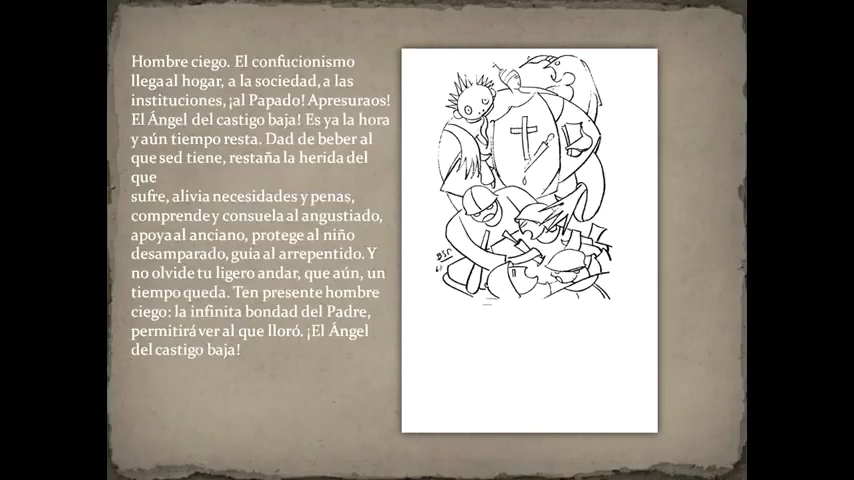 Hombre ciego. El confucionismo
llega al hogar, a la sociedad, a las
instituciones, ¡al Papado! Apresuraos!
El Ángel del castigo baja! Es ya la hora
y aún tiempo resta. Dad de beber al
que sed tiene, restaña la herida del
que
sufre, alivia necesidades y penas,
comprende y consuela al angustiado,
apoya al anciano, protege al niño
desamparado, guía al arrepentido. Y
no olvide tu ligero andar, que aún, un
tiempo queda. Ten presente hombre
ciego: la infinita bondad del Padre,
permitirá ver al que lloró. ¡El Ángel
del castigo baja!
BSP